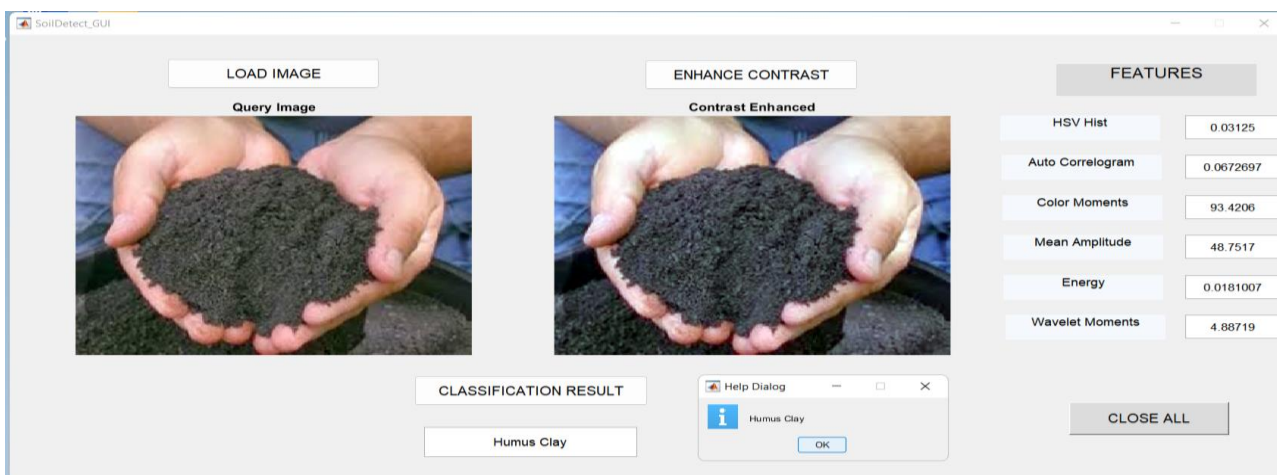 SoilDetect_GUI
LOAD IMAGE
Query Image
ENHANCE CONTRAST
Contrast Enhanced
FEATURES
HSV Hist 0.03125
Auto Correlogram 0.0672697
Color Moments 93.4206
Mean Amplitude 48.7517
Energy 0.0181007
Wavelet Moments 4.88719
CLASSIFICATION RESULT
Humus Clay
Help Dialog
Humus Clay
OK
CLOSE ALL